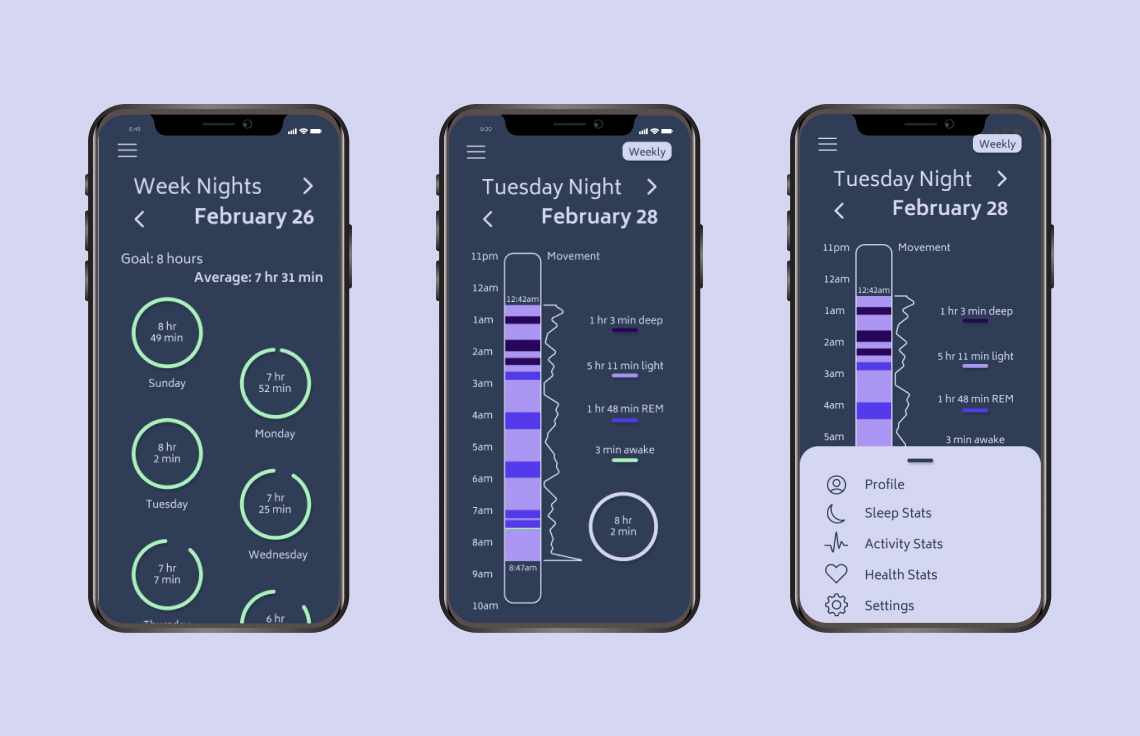 6:45
Week Nights
February 26
Goal: 8 hours
Average: 7 hr 31 min
8 hr
49 min
Sunday
7 hr
52 min
Monday
8 hr
2 min
Tuesday
7 hr
25 min
Wednesday
7 hr
7 min
Thursday
6 hr
9:30
Weekly
Tuesday Night
February 28
11pm
Movement
12am
12:42am
1am
1 hr 3 min deep
2am
5 hr 11 min light
3am
1 hr 48 min REM
4am
3 min awake
5am
6am
7am
8 hr
2 min
8am
8:47am
9am
10am
Weekly
Tuesday Night
February 28
11pm
Movement
12am
12:42am
1am
1 hr 3 min deep
2am
5 hr 11 min light
3am
1 hr 48 min REM
4am
5am
3 min awake
Profile
Sleep Stats
Activity Stats
Health Stats
Settings